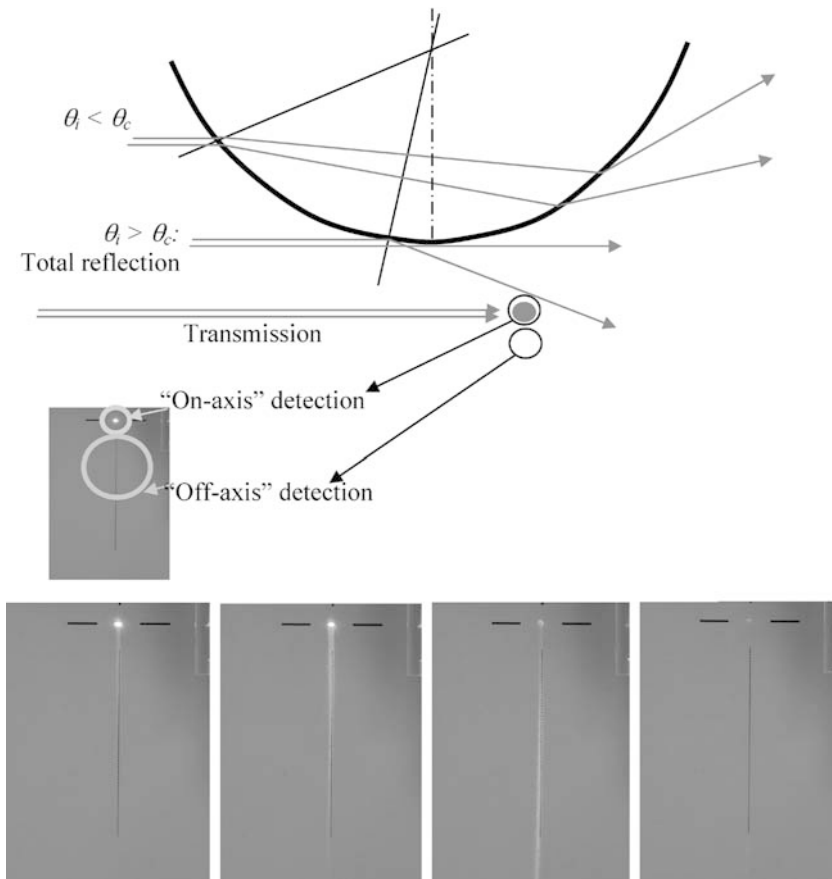 θi < θc
θi > θc:
Total reflection
Transmission
“On-axis” detection
“Off-axis” detection